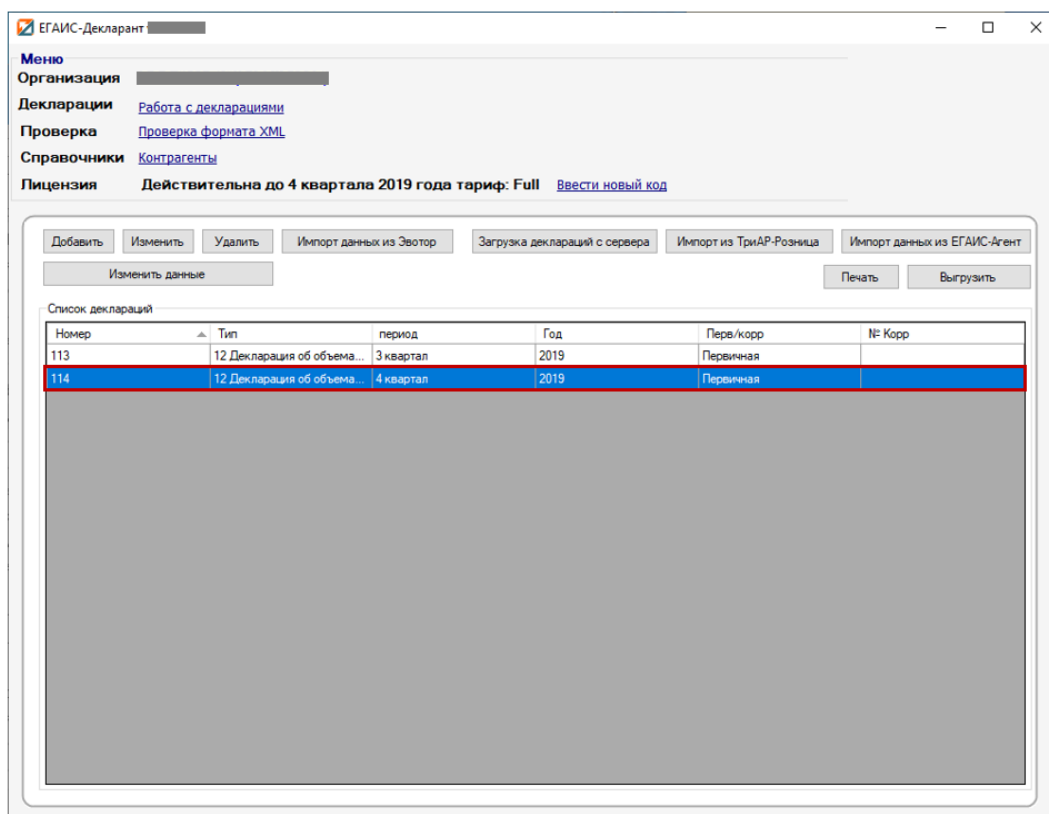 ЕГАИС-Декларант
Меню
Организация
Декларации Работа с декларациями
Проверка Проверка формата XML
Справочники Контрагенты
Лицензия Действительна до 4 квартала 2019 года тариф: Full Ввести новый код
Добавить Изменить Удалить Импорт данных из Эвотор Загрузка деклараций с сервера Импорт из ТриАР-Розница Импорт данных из ЕГАИС-Агент
Изменить данные Печать Выгрузить
Список деклараций
Номер Тип период Год Перв/корр № Корр
113 12 Декларация об объема... 3 квартал 2019 Первичная
114 12 Декларация об объема... 4 квартал 2019 Первичная